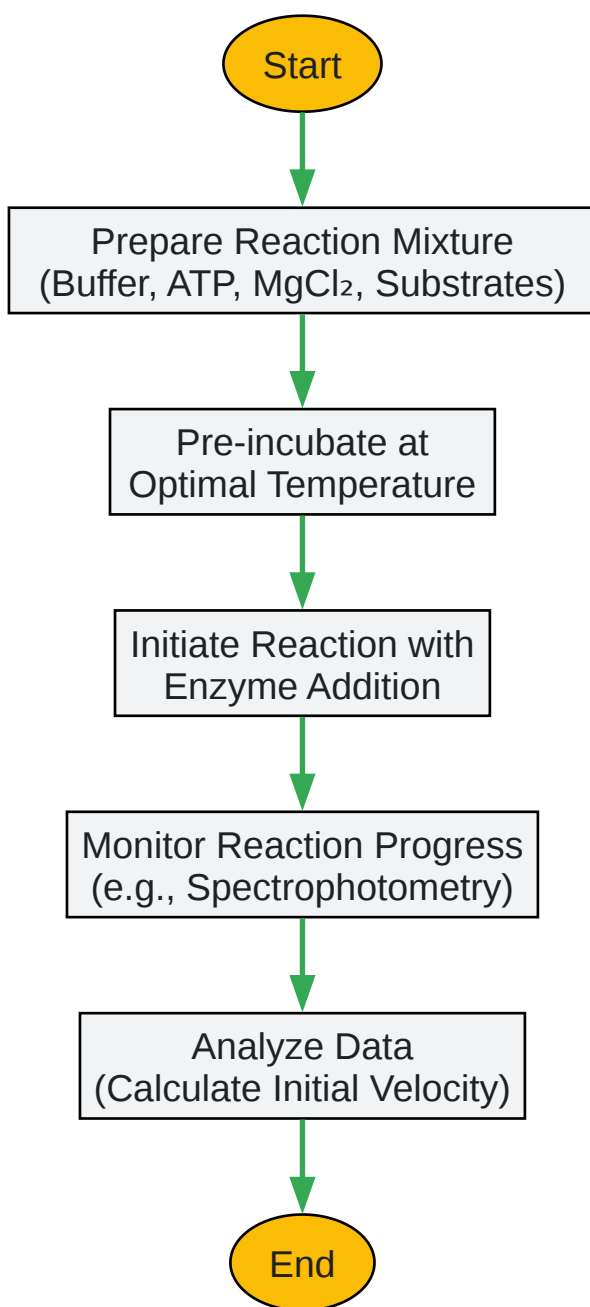 Start
Prepare Reaction Mixture
(Buffer, ATP, MgCl₂, Substrates)
Pre-incubate at
Optimal Temperature
Initiate Reaction with
Enzyme Addition
Monitor Reaction Progress
(e.g., Spectrophotometry)
Analyze Data
(Calculate Initial Velocity)
End